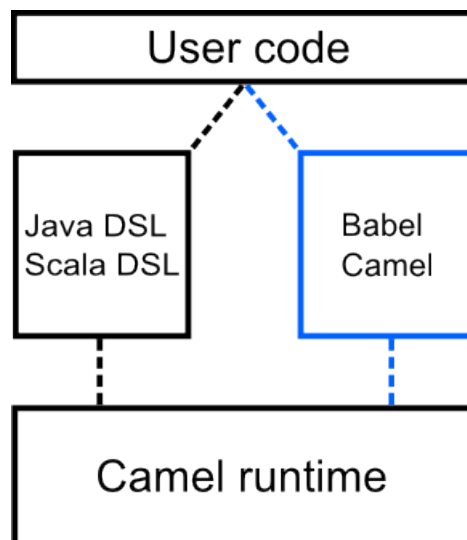 User code
Java DSL
Scala DSL
Babel
Camel
Camel runtime